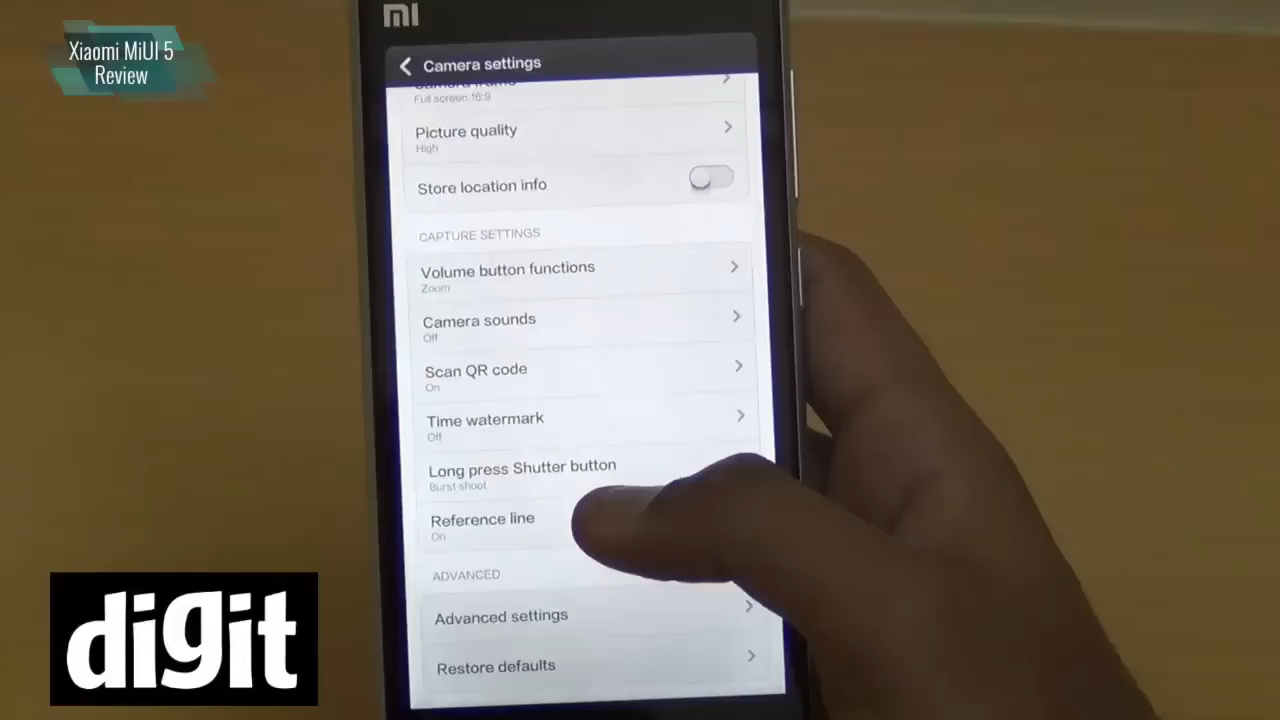 Xiaomi MiUI 5
Review
mi
Camera settings
Camera frame
Full screen 16:9
Picture quality
High
Store location info
CAPTURE SETTINGS
Volume button functions
Zoom
Camera sounds
Off
Scan QR code
On
Time watermark
Off
Long press Shutter button
Burst shoot
Reference line
On
ADVANCED
Advanced settings
Restore defaults
digit